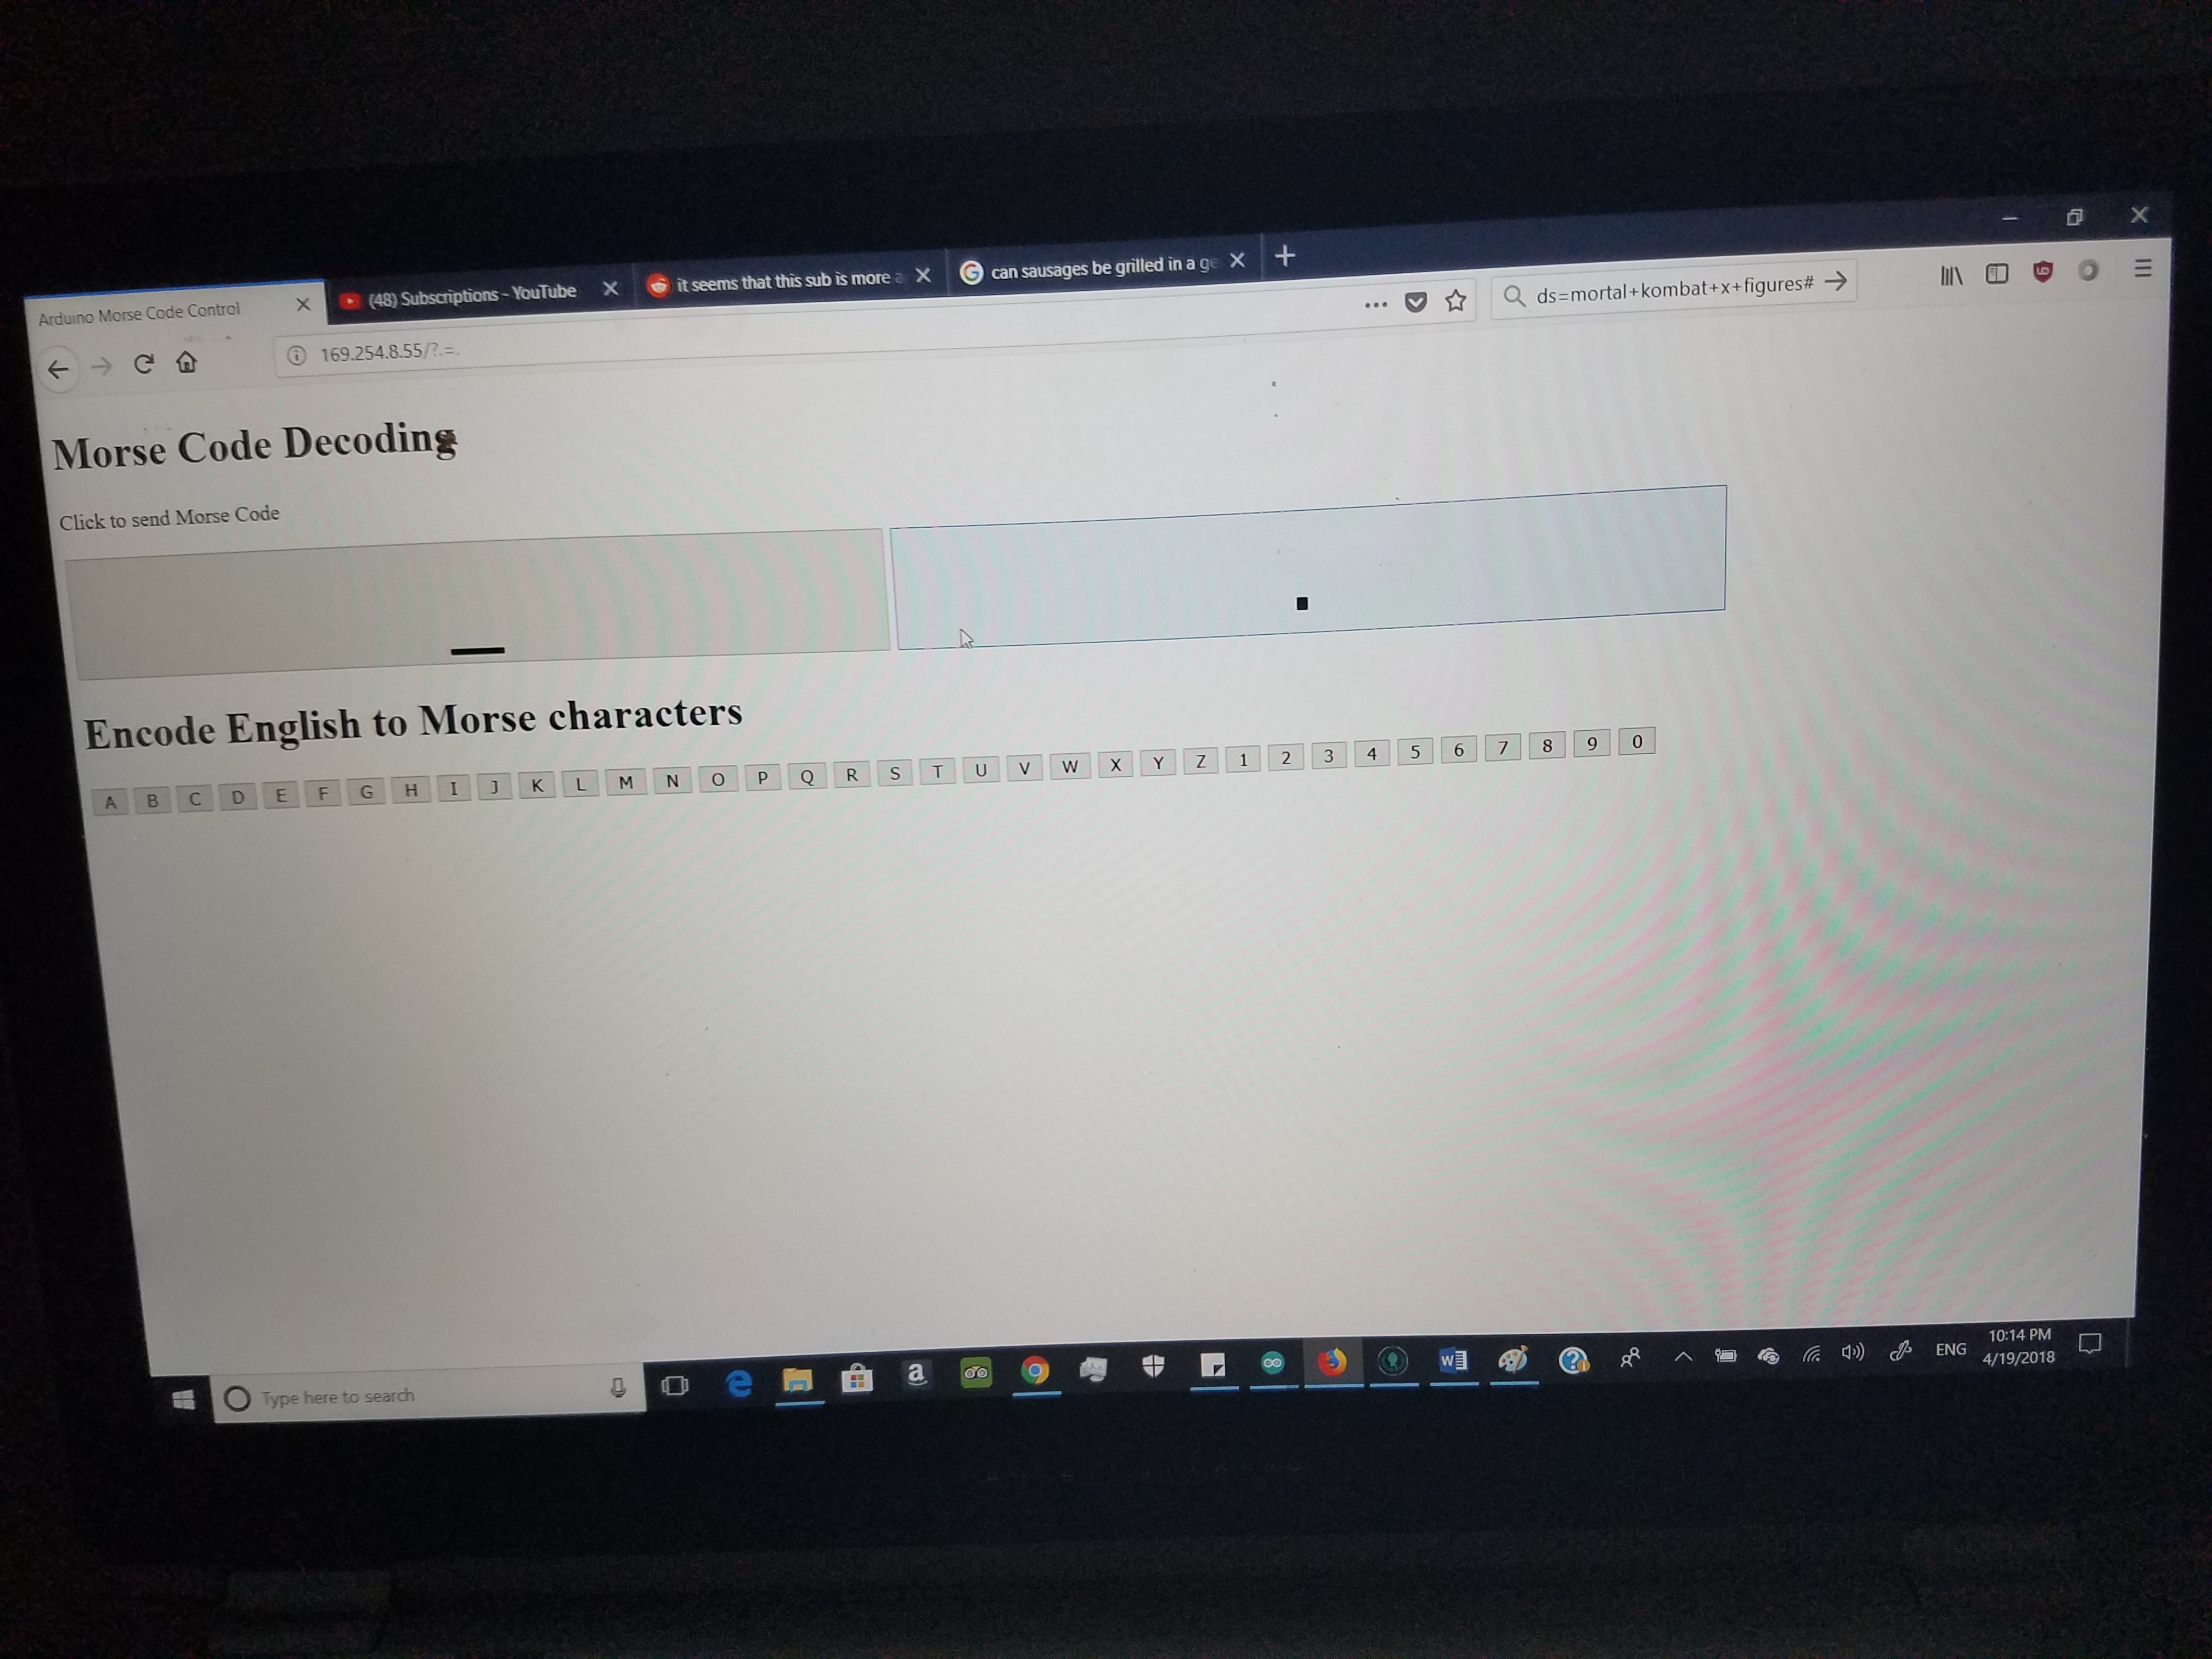 Arduino Morse Code Control
(48) Subscriptions - YouTube
it seems that this sub is more a
can sausages be grilled in a ge
169.254.8.55/?.=.
ds=mortal+kombat+x+figures#
Morse Code Decoding
Click to send Morse Code
— .
Encode English to Morse characters
A B C D E F G H I J K L M N O P Q R S T U V W X Y Z 1 2 3 4 5 6 7 8 9 0
Type here to search
ENG
10:14 PM
4/19/2018